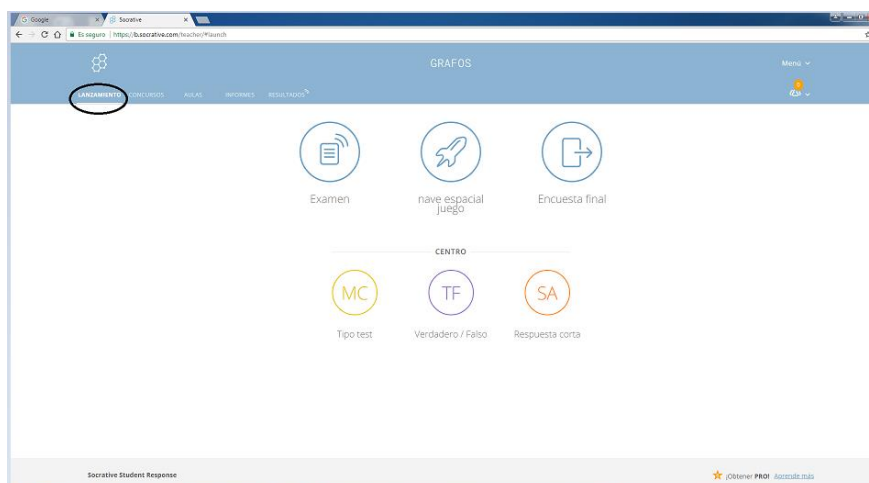 Google
Socrative
Es seguro | https://b.socrative.com/teacher/#launch
GRAFOS
Menú
LANZAMIENTO CONCURSOS AULAS INFORMES RESULTADOS
0
Examen
nave espacial
juego
Encuesta final
CENTRO
MC
TF
SA
Tipo test
Verdadero / Falso
Respuesta corta
Socrative Student Response
¡Obtener PRO! Aprende más